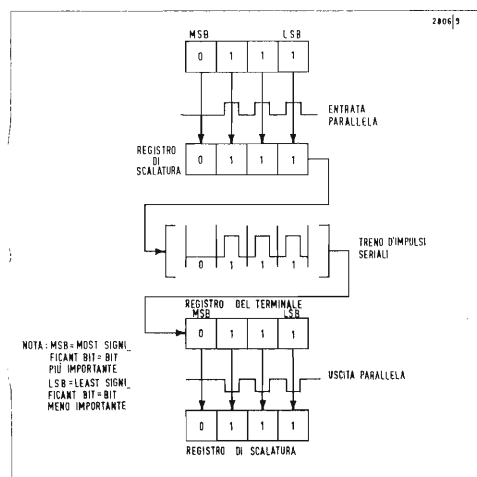 2806|9
MSB LSB
0 1 1 1
ENTRATA
PARALLELA
REGISTRO
DI
SCALATURA
0 1 1 1
TRENO D'IMPULSI
SERIALI
0 1 1 1
REGISTRO DEL TERMINALE
MSB LSB
0 1 1 1
NOTA: MSB=MOST SIGNI_
FICANT BIT=BIT
PIÙ IMPORTANTE
LSB=LEAST SIGNI_
FICANT BIT=BIT
MENO IMPORTANTE
USCITA PARALLELA
0 1 1 1
REGISTRO DI SCALATURA